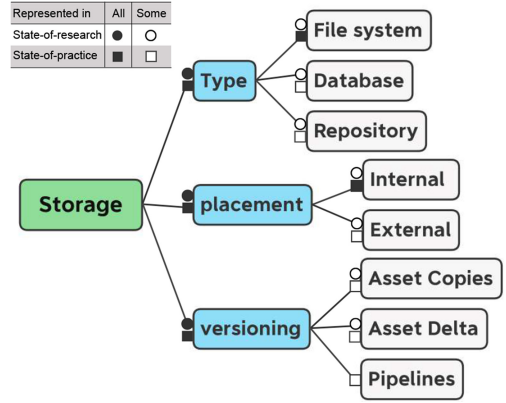 Represented in All Some
State-of-research
State-of-practice
Storage
Type
File system
Database
Repository
placement
Internal
External
versioning
Asset Copies
Asset Delta
Pipelines